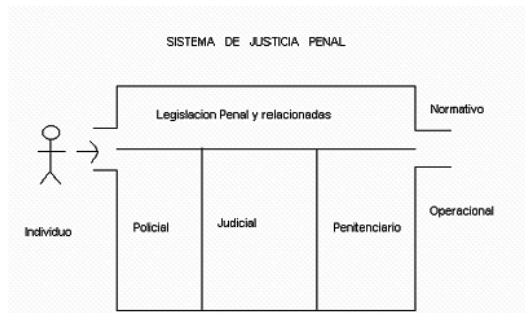 SISTEMA DE JUSTICIA PENAL
Legislacion Penal y relacionadas
Normativo
Individuo
Policial
Judicial
Penitenciario
Operacional